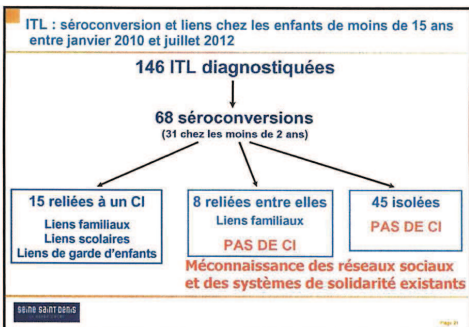 ITL : séroconversion et liens chez les enfants de moins de 15 ans
entre janvier 2010 et juillet 2012
146 ITL diagnostiquées
68 séroconversions
(31 chez les moins de 2 ans)
15 reliées à un CI
Liens familiaux
Liens scolaires
Liens de garde d'enfants
8 reliées entre elles
Liens familiaux
PAS DE CI
45 isolées
PAS DE CI
Méconnaissance des réseaux sociaux
et des systèmes de solidarité existants
seine saint denis